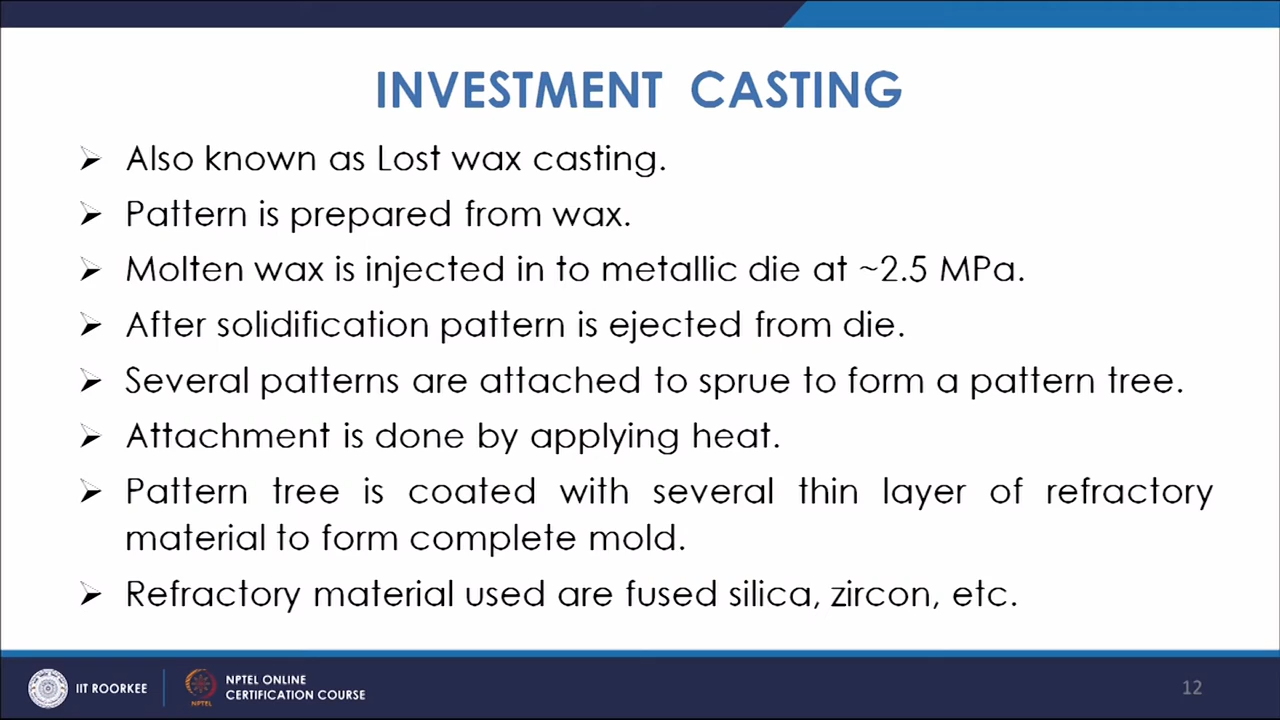 INVESTMENT CASTING
➢ Also known as Lost wax casting.
➢ Pattern is prepared from wax.
➢ Molten wax is injected in to metallic die at ~2.5 MPa.
➢ After solidification pattern is ejected from die.
➢ Several patterns are attached to sprue to form a pattern tree.
➢ Attachment is done by applying heat.
➢ Pattern tree is coated with several thin layer of refractory
material to form complete mold.
➢ Refractory material used are fused silica, zircon, etc.
IIT ROORKEE
NPTEL
NPTEL ONLINE
CERTIFICATION COURSE
12